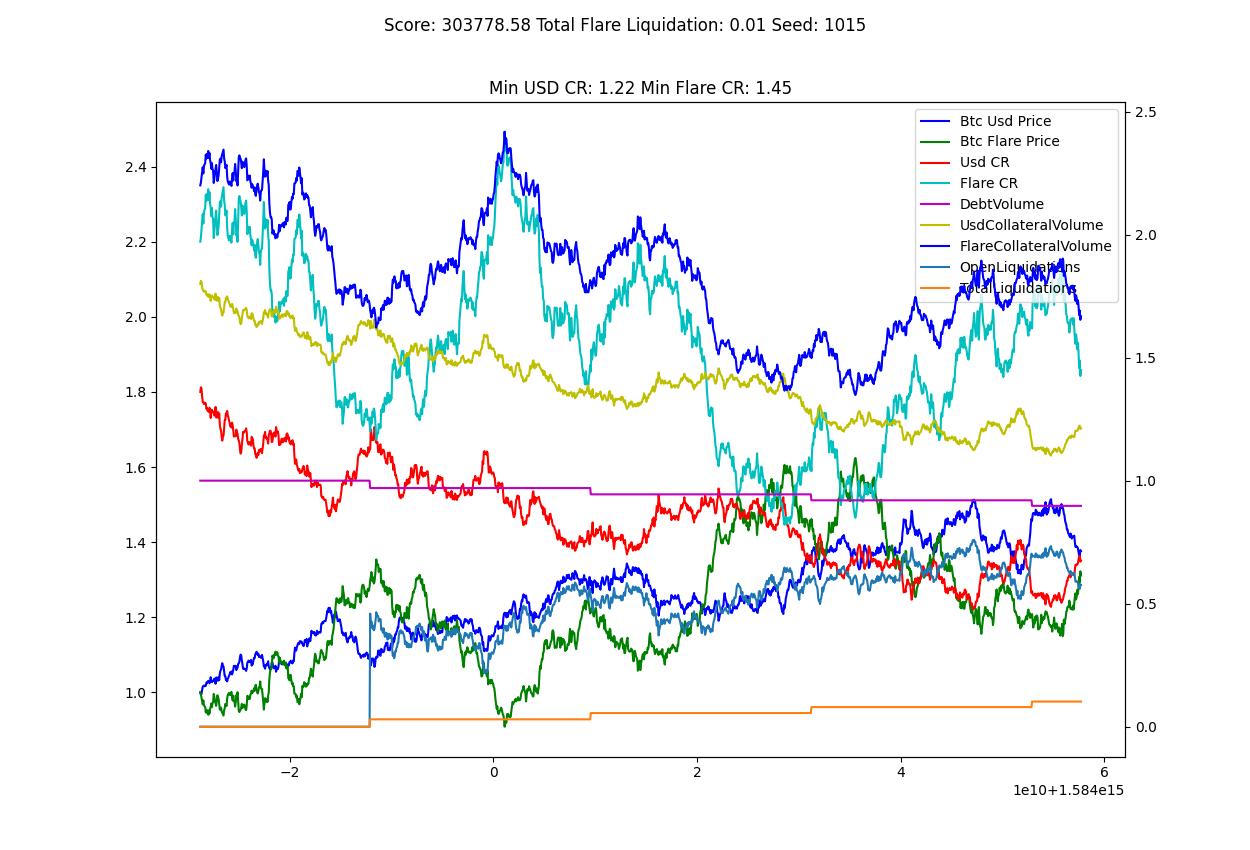 Score: 303778.58 Total Flare Liquidation: 0.01 Seed: 1015
Min USD CR: 1.22 Min Flare CR: 1.45
Btc Usd Price
Btc Flare Price
Usd CR
Flare CR
DebtVolume
UsdCollateralVolume
FlareCollateralVolume
OpenLiquidations
TotalLiquidations
2.4
2.2
2.0
1.8
1.6
1.4
1.2
1.0
2.5
2.0
1.5
1.0
0.5
0.0
−2 0 2 4 6
1e10+1.584e15